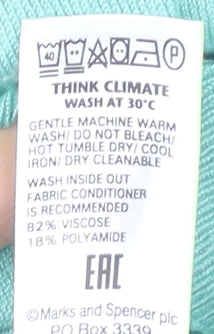 40 P
THINK CLIMATE
WASH AT 30°C
GENTLE MACHINE WARM
WASH/ DO NOT BLEACH/
HOT TUMBLE DRY/ COOL
IRON/ DRY CLEANABLE
WASH INSIDE OUT
FABRIC CONDITIONER
IS RECOMMENDED
82% VISCOSE
18% POLYAMIDE
EAC
©Marks and Spencer plc
PO Box 3339